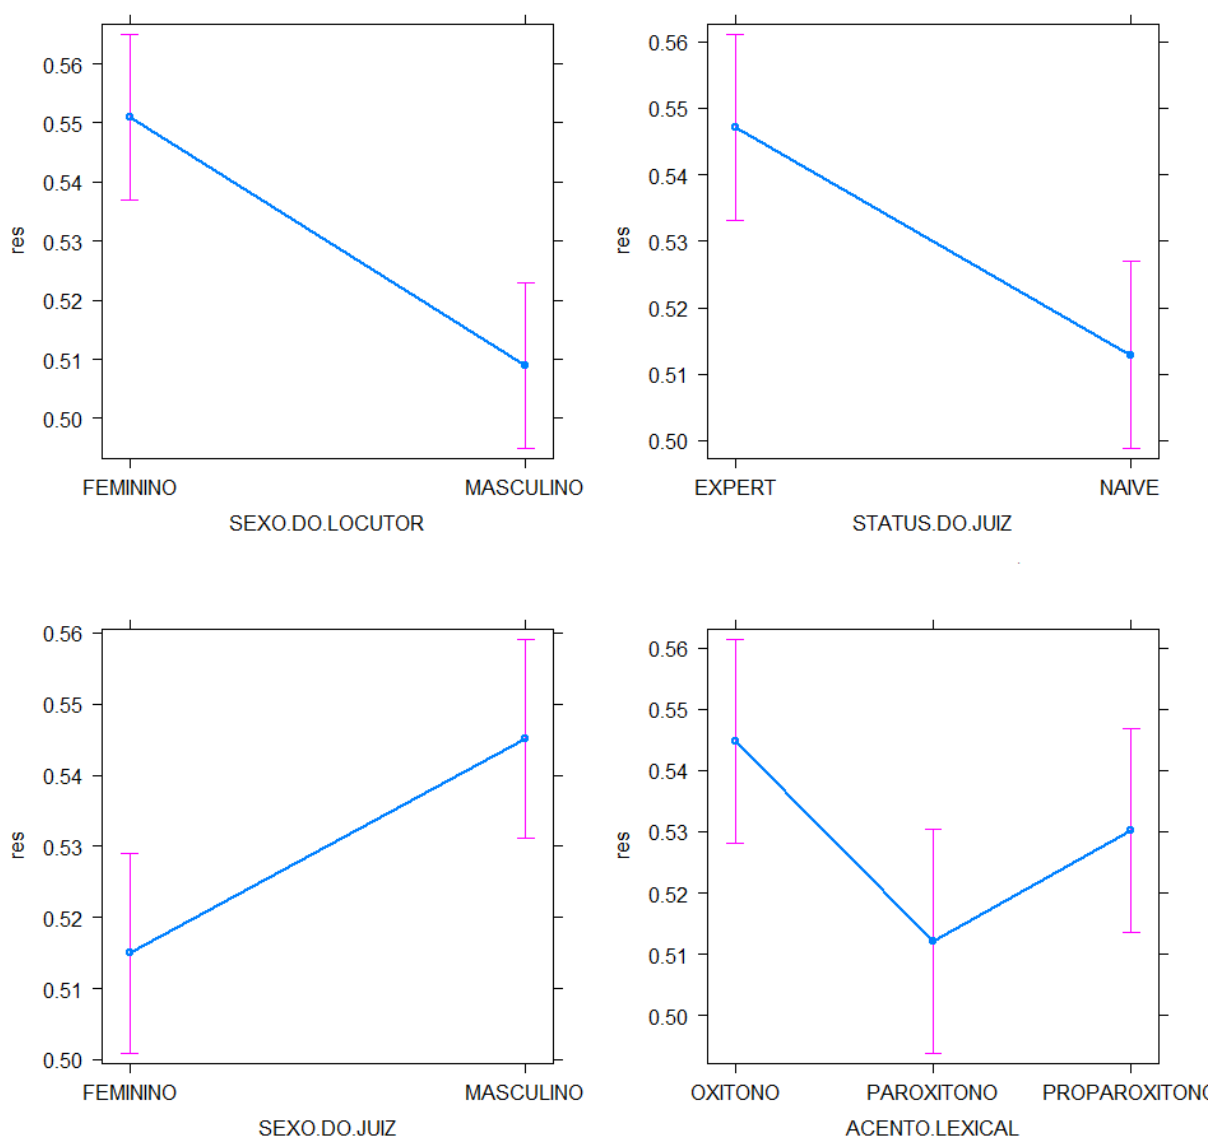 0.56
0.55
0.54
0.53
0.52
0.51
0.50
res
FEMININO MASCULINO
SEXO.DO.LOCUTOR
0.56
0.55
0.54
0.53
0.52
0.51
0.50
res
EXPERT NAIVE
STATUS.DO.JUIZ
0.56
0.55
0.54
0.53
0.52
0.51
0.50
res
FEMININO MASCULINO
SEXO.DO.JUIZ
0.56
0.55
0.54
0.53
0.52
0.51
0.50
res
OXITONO PAROXITONO PROPAROXITONO
ACENTO.LEXICAL